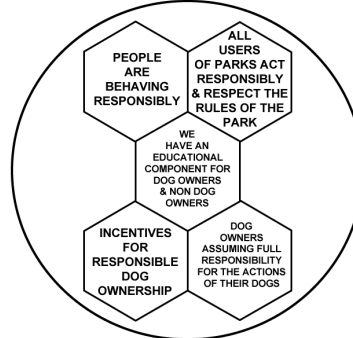 PEOPLE
ARE
BEHAVING
RESPONSIBLY
ALL
USERS
OF PARKS ACT
RESPONSIBLY
& RESPECT THE
RULES OF THE
PARK
WE
HAVE AN
EDUCATIONAL
COMPONENT FOR
DOG OWNERS
& NON DOG
OWNERS
INCENTIVES
FOR
RESPONSIBLE
DOG
OWNERSHIP
DOG
OWNERS
ASSUMING FULL
RESPONSIBILITY
FOR THE ACTIONS
OF THEIR DOGS